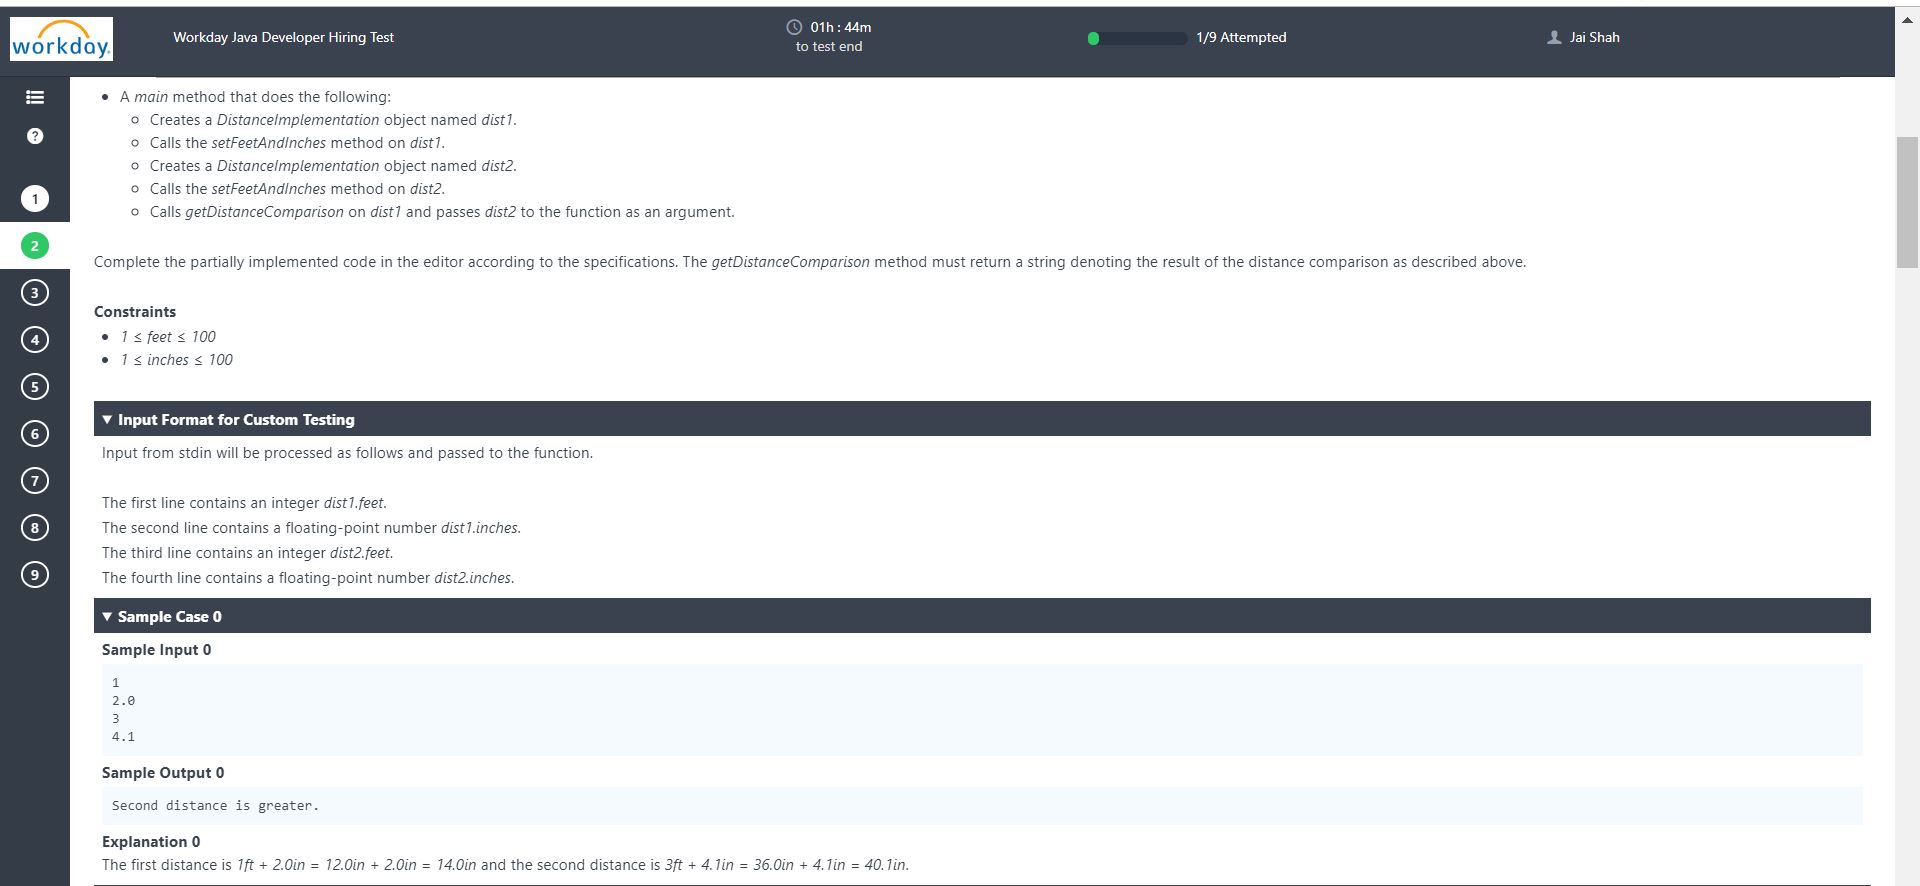 workday.
Workday Java Developer Hiring Test
01h : 44m
to test end
1/9 Attempted
Jai Shah
?
1
2
3
4
5
6
7
8
9
• A main method that does the following:
○ Creates a DistanceImplementation object named dist1.
○ Calls the setFeetAndInches method on dist1.
○ Creates a DistanceImplementation object named dist2.
○ Calls the setFeetAndInches method on dist2.
○ Calls getDistanceComparison on dist1 and passes dist2 to the function as an argument.
Complete the partially implemented code in the editor according to the specifications. The getDistanceComparison method must return a string denoting the result of the distance comparison as described above.
Constraints
• 1 ≤ feet ≤ 100
• 1 ≤ inches ≤ 100
▼ Input Format for Custom Testing
Input from stdin will be processed as follows and passed to the function.
The first line contains an integer dist1.feet.
The second line contains a floating-point number dist1.inches.
The third line contains an integer dist2.feet.
The fourth line contains a floating-point number dist2.inches.
▼ Sample Case 0
Sample Input 0
1
2.0
3
4.1
Sample Output 0
Second distance is greater.
Explanation 0
The first distance is 1ft + 2.0in = 12.0in + 2.0in = 14.0in and the second distance is 3ft + 4.1in = 36.0in + 4.1in = 40.1in.